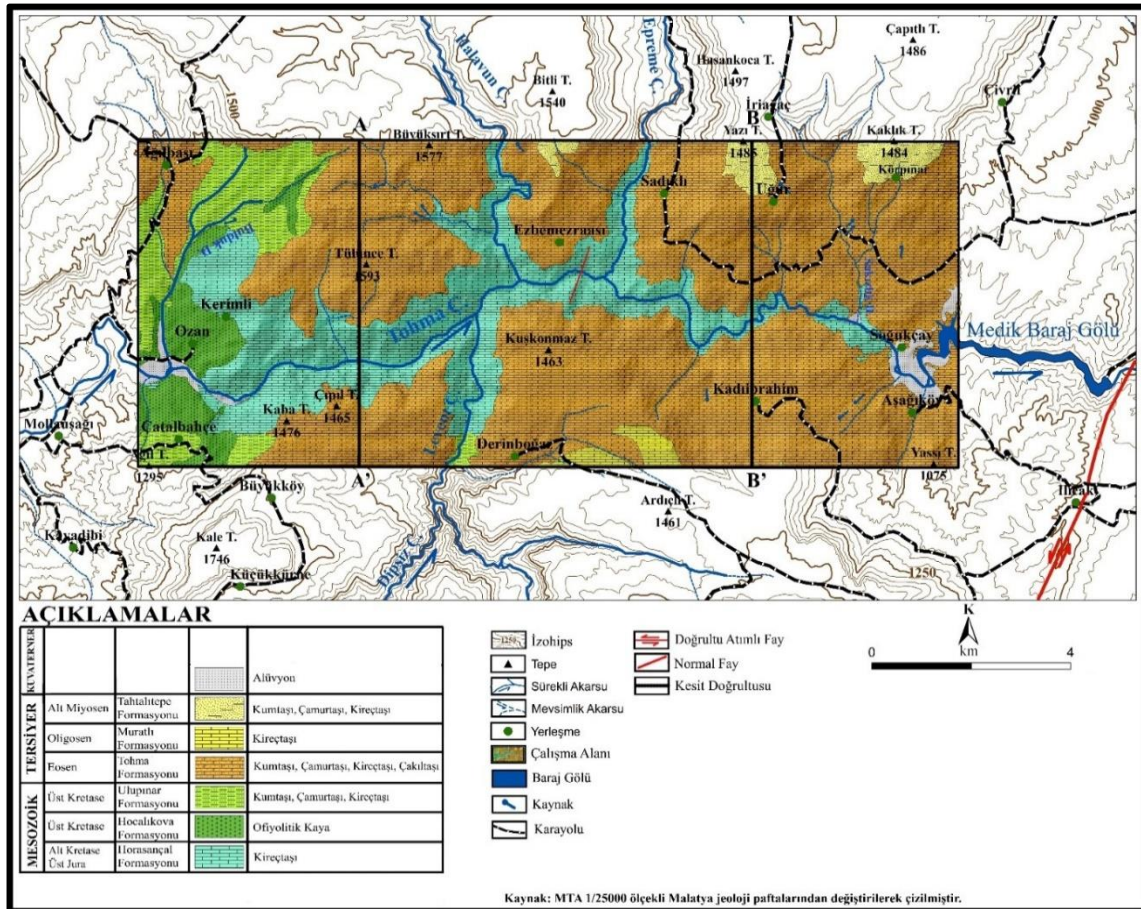 Halavun Ç.
Epreme Ç.
Çapıtlı T.
1486
Hasankoca T.
1497
Bitli T.
1540
Çivril
1500
1000
A
Büyüksırt T.
1577
B
İriağaç
Yazı T.
1485
Kaklık T.
1484
Körpınar
Sadıklı
Uğur
Ezbemezraası
1593
Kerimli
Ozan
Tohma Ç.
Kuşkonmaz T.
1463
Soğukçay
Medik Baraj Gölü
Çıpıl T.
1465
Kaba T.
1476
Kadıibrahim
Aşağıköy
Mollauşağı
Çatalbahçe
Levent Ç.
Derinboğaz
Yassı T.
1075
1295
A’
B’
Büyükköy
Ardıçlı T.
1461
Kayadibi
Kale T.
1746
Dipsiz Ç.
1250
Küçükkürne
AÇIKLAMALAR
KUVATERNER
Alüvyon
TERSİYER
Alt Miyosen
Tahtalıtepe
Formasyonu
Kumtaşı, Çamurtaşı, Kireçtaşı
Oligosen
Muratlı
Formasyonu
Kireçtaşı
Eosen
Tohma
Formasyonu
Kumtaşı, Çamurtaşı, Kireçtaşı, Çakıltaşı
MESOZOİK
Üst Kretase
Ulupınar
Formasyonu
Kumtaşı, Çamurtaşı, Kireçtaşı
Üst Kretase
Hocalıkova
Formasyonu
Ofiyolitik Kaya
Alt Kretase
Üst Jura
Horasançal
Formasyonu
Kireçtaşı
1250
İzohips
Tepe
Sürekli Akarsu
Mevsimlik Akarsu
Yerleşme
Çalışma Alanı
Baraj Gölü
Kaynak
Karayolu
Doğrultu Atımlı Fay
Normal Fay
Kesit Doğrultusu
K
0
km
4
Kaynak: MTA 1/25000 ölçekli Malatya jeoloji paftalarından değiştirilerek çizilmiştir.